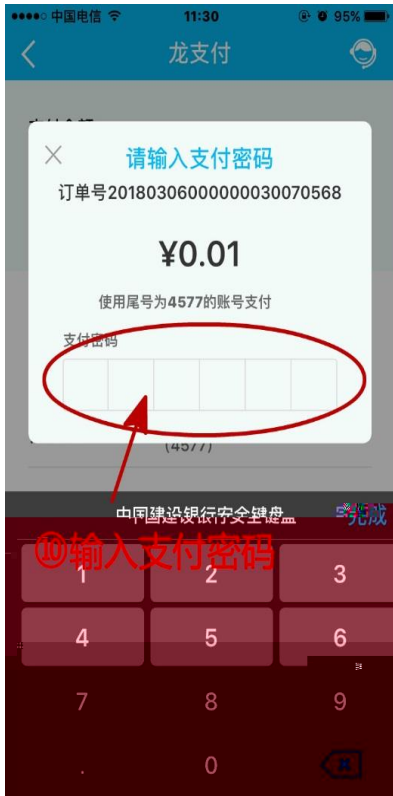 中国电信 11:30 95%
龙支付
请输入支付密码
订单号20180306000000030070568
¥0.01
使用尾号为4577的账号支付
支付密码
(4577)
中国建设银行安全键盘 完成
⑩输入支付密码
1 2 3
4 5 6
7 8 9
. 0